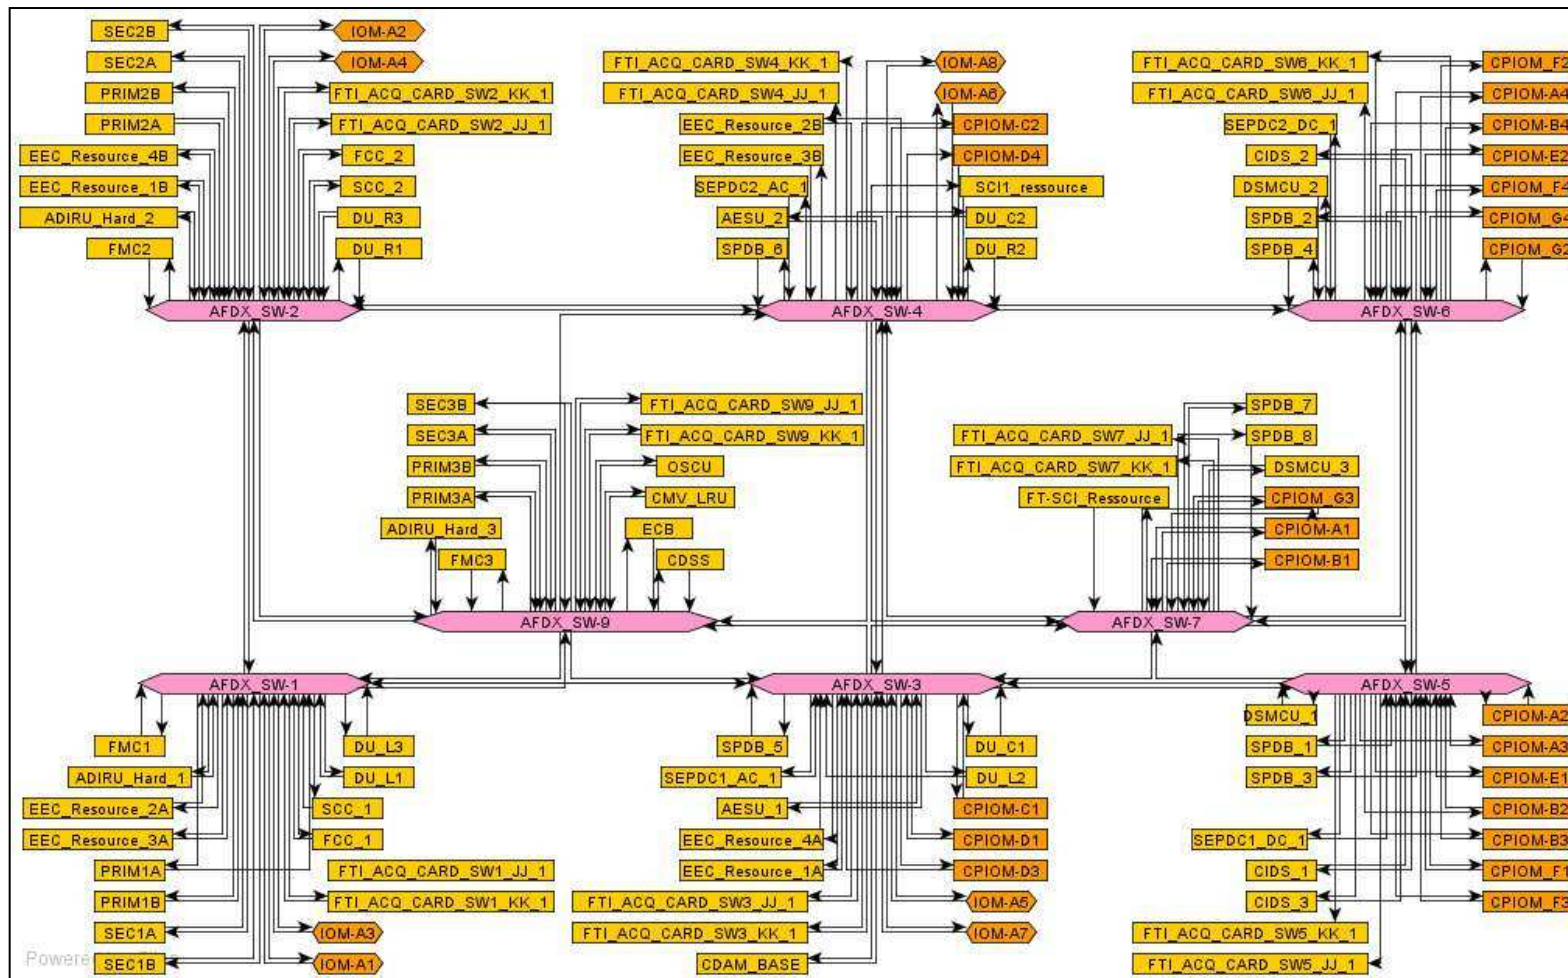 SEC2B
IOM-A2
SEC2A
IOM-A4
PRIM2B
FTI_ACQ_CARD_SW2_KK_1
PRIM2A
FTI_ACQ_CARD_SW2_JJ_1
EEC_Resource_4B
FCC_2
EEC_Resource_1B
SCC_2
ADIRU_Hard_2
DU_R3
FMC2
DU_R1
AFDX_SW-2
FTI_ACQ_CARD_SW4_KK_1
IOM-A8
FTI_ACQ_CARD_SW4_JJ_1
IOM-A6
EEC_Resource_2B
CPIOM-C2
EEC_Resource_3B
CPIOM-D4
SEPDC2_AC_1
SCI1_ressource
AESU_2
DU_C2
SPDB_6
DU_R2
AFDX_SW-4
FTI_ACQ_CARD_SW6_KK_1
CPIOM_F2
FTI_ACQ_CARD_SW6_JJ_1
CPIOM-A4
SEPDC2_DC_1
CPIOM-B4
CIDS_2
CPIOM-E2
DSMCU_2
CPIOM_F4
SPDB_2
CPIOM_G4
SPDB_4
CPIOM_G2
AFDX_SW-6
SEC3B
FTI_ACQ_CARD_SW9_JJ_1
SEC3A
FTI_ACQ_CARD_SW9_KK_1
PRIM3B
OSCU
PRIM3A
CMV_LRU
ADIRU_Hard_3
ECB
FMC3
CDSS
AFDX_SW-9
SPDB_7
FTI_ACQ_CARD_SW7_JJ_1
SPDB_8
FTI_ACQ_CARD_SW7_KK_1
DSMCU_3
FT-SCI_Ressource
CPIOM_G3
CPIOM-A1
CPIOM-B1
AFDX_SW-7
AFDX_SW-1
FMC1
DU_L3
ADIRU_Hard_1
DU_L1
EEC_Resource_2A
SCC_1
EEC_Resource_3A
FCC_1
PRIM1A
FTI_ACQ_CARD_SW1_JJ_1
PRIM1B
FTI_ACQ_CARD_SW1_KK_1
SEC1A
IOM-A3
SEC1B
IOM-A1
AFDX_SW-3
SPDB_5
DU_C1
SEPDC1_AC_1
DU_L2
AESU_1
CPIOM-C1
EEC_Resource_4A
CPIOM-D1
EEC_Resource_1A
CPIOM-D3
FTI_ACQ_CARD_SW3_JJ_1
IOM-A5
FTI_ACQ_CARD_SW3_KK_1
IOM-A7
CDAM_BASE
AFDX_SW-5
DSMCU_1
CPIOM-A2
SPDB_1
CPIOM-A3
SPDB_3
CPIOM-E1
CPIOM-B2
SEPDC1_DC_1
CPIOM-B3
CIDS_1
CPIOM_F1
CIDS_3
CPIOM_F3
FTI_ACQ_CARD_SW5_KK_1
FTI_ACQ_CARD_SW5_JJ_1